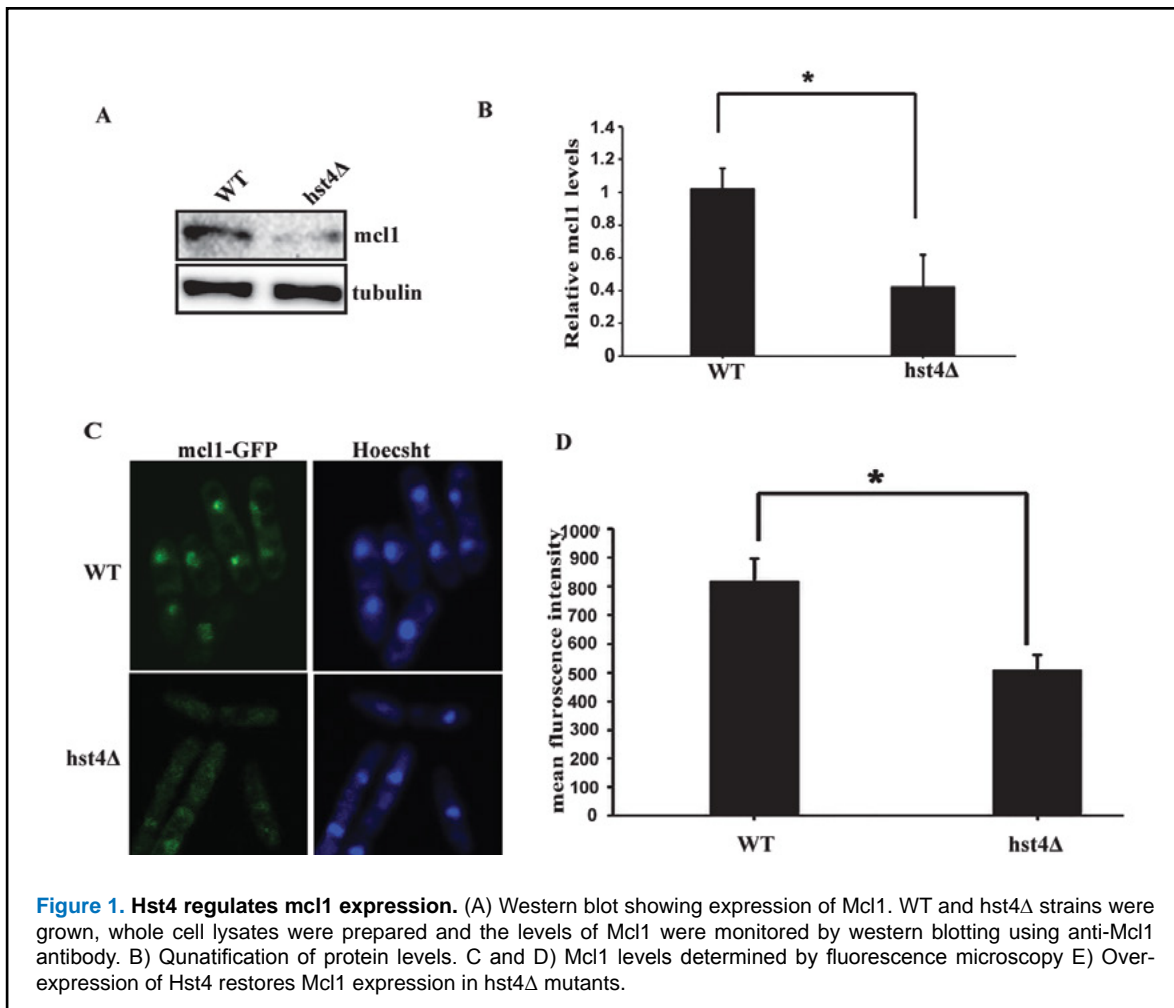 A
WT hst4Δ
mcl1
tubulin
B
*
Relative mcl1 levels
1.4
1.2
1
0.8
0.6
0.4
0.2
0
WT hst4Δ
C
mcl1-GFP Hoecsht
WT
hst4Δ
D
*
mean fluroscence intensity
1000
900
800
700
600
500
400
300
200
100
0
WT hst4Δ
Figure 1. Hst4 regulates mcl1 expression. (A) Western blot showing expression of Mcl1. WT and hst4Δ strains were
grown, whole cell lysates were prepared and the levels of Mcl1 were monitored by western blotting using anti-Mcl1
antibody. B) Qunatification of protein levels. C and D) Mcl1 levels determined by fluorescence microscopy E) Over-
expression of Hst4 restores Mcl1 expression in hst4Δ mutants.